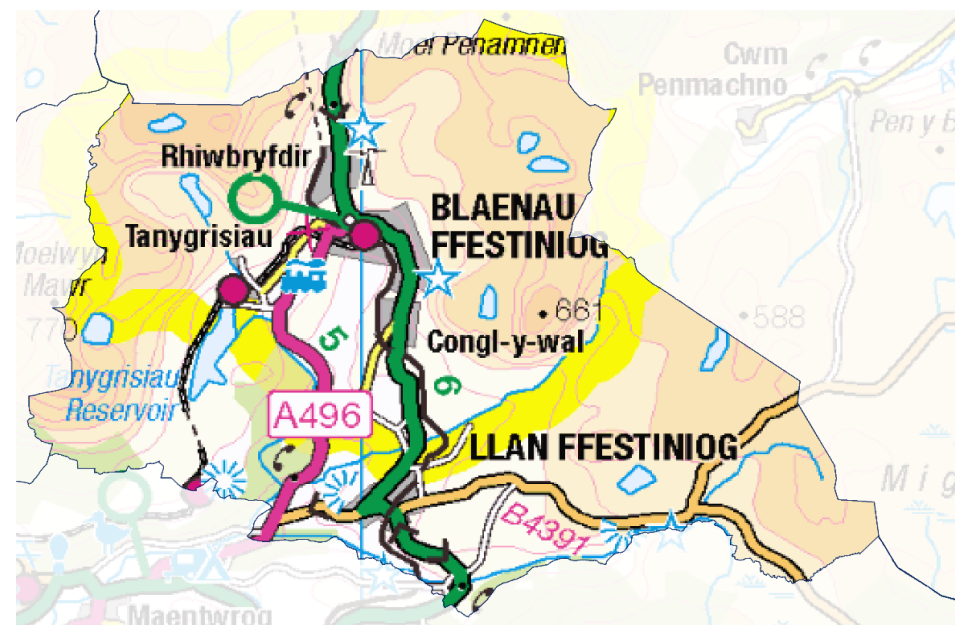 Moel Penamnen
Cwm
Penmachno
Rhiwbryfdir
Pen y B
BLAENAU
FFESTINIOG
Tanygrisiau
Moelwyn
Mawr
770
661
588
Congl-y-wal
5
6
Tanygrisiau
Reservoir
A496
LLAN FFESTINIOG
M i g
B4391
Maentwrog